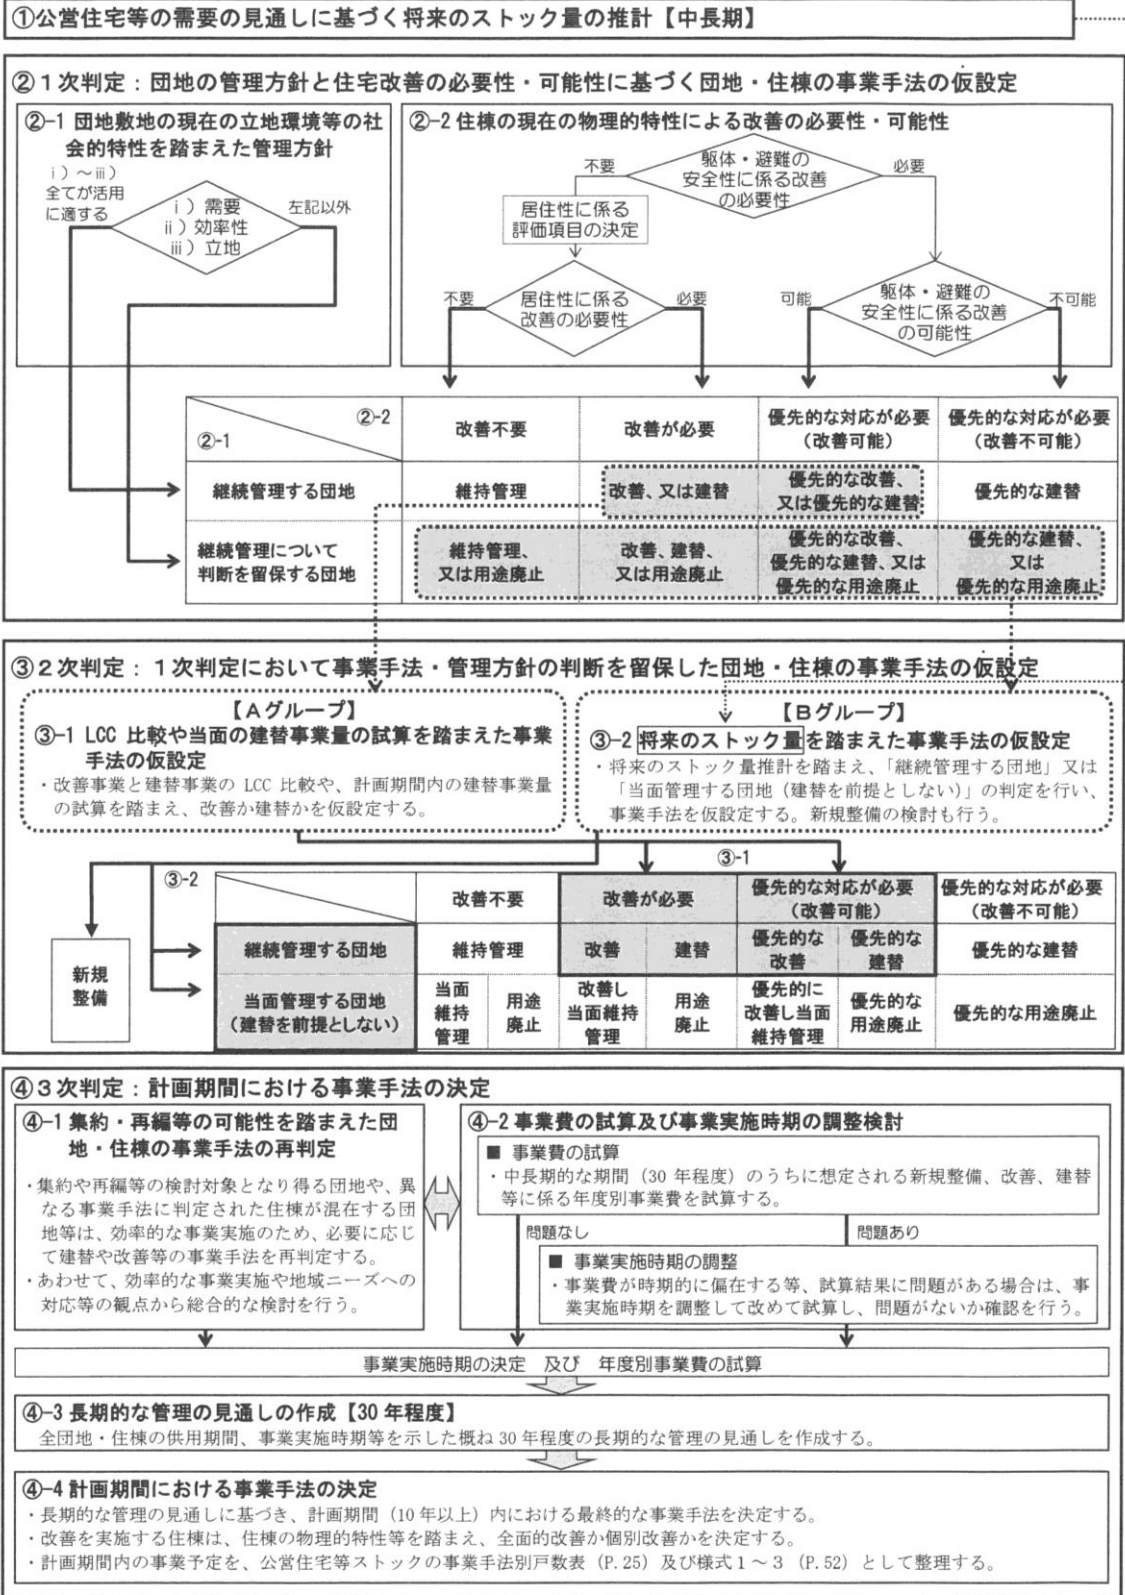 ①公営住宅等の需要の見通しに基づく将来のストック量の推計【中長期】
②１次判定：団地の管理方針と住宅改善の必要性・可能性に基づく団地・住棟の事業手法の仮設定
②-1 団地敷地の現在の立地環境等の社
会的特性を踏まえた管理方針
ⅰ）～ⅲ）
全てが活用
に適する
ⅰ）需要
ⅱ）効率性
ⅲ）立地
左記以外
②-2 住棟の現在の物理的特性による改善の必要性・可能性
不要
躯体・避難の
安全性に係る改善
の必要性
必要
居住性に係る
評価項目の決定
不要
居住性に係る
改善の必要性
必要
可能
躯体・避難の
安全性に係る改善
の可能性
不可能
②-2
②-1
改善不要
改善が必要
優先的な対応が必要
（改善可能）
優先的な対応が必要
（改善不可能）
継続管理する団地
維持管理
改善、又は建替
優先的な改善、
又は優先的な建替
優先的な建替
継続管理について
判断を留保する団地
維持管理、
又は用途廃止
改善、建替、
又は用途廃止
優先的な改善、
優先的な建替、又は
優先的な用途廃止
優先的な建替、
又は
優先的な用途廃止
③２次判定：１次判定において事業手法・管理方針の判断を留保した団地・住棟の事業手法の仮設定
【Ａグループ】
③-1 LCC 比較や当面の建替事業量の試算を踏まえた事業
手法の仮設定
・改善事業と建替事業の LCC 比較や、計画期間内の建替事業量
の試算を踏まえ、改善か建替かを仮設定する。
【Ｂグループ】
③-2 将来のストック量を踏まえた事業手法の仮設定
・将来のストック量推計を踏まえ、「継続管理する団地」又は
「当面管理する団地（建替を前提としない）」の判定を行い、
事業手法を仮設定する。新規整備の検討も行う。
③-1
③-2
改善不要
改善が必要
優先的な対応が必要
（改善可能）
優先的な対応が必要
（改善不可能）
新規
整備
継続管理する団地
維持管理
改善
建替
優先的な
改善
優先的な
建替
優先的な建替
当面管理する団地
（建替を前提としない）
当面
維持
管理
用途
廃止
改善し
当面維持
管理
用途
廃止
優先的に
改善し当面
維持管理
優先的な
用途廃止
優先的な用途廃止
④３次判定：計画期間における事業手法の決定
④-1 集約・再編等の可能性を踏まえた団
地・住棟の事業手法の再判定
・集約や再編等の検討対象となり得る団地や、異
なる事業手法に判定された住棟が混在する団
地等は、効率的な事業実施のため、必要に応じ
て建替や改善等の事業手法を再判定する。
・あわせて、効率的な事業実施や地域ニーズへの
対応等の観点から総合的な検討を行う。
④-2 事業費の試算及び事業実施時期の調整検討
■ 事業費の試算
・中長期的な期間（30 年程度）のうちに想定される新規整備、改善、建替
等に係る年度別事業費を試算する。
問題なし
問題あり
■ 事業実施時期の調整
・事業費が時期的に偏在する等、試算結果に問題がある場合は、事
業実施時期を調整して改めて試算し、問題がないか確認を行う。
事業実施時期の決定　及び　年度別事業費の試算
④-3 長期的な管理の見通しの作成【30 年程度】
全団地・住棟の供用期間、事業実施時期等を示した概ね 30 年程度の長期的な管理の見通しを作成する。
④-4 計画期間における事業手法の決定
・長期的な管理の見通しに基づき、計画期間（10 年以上）内における最終的な事業手法を決定する。
・改善を実施する住棟は、住棟の物理的特性等を踏まえ、全面的改善か個別改善かを決定する。
・計画期間内の事業予定を、公営住宅等ストックの事業手法別戸数表（P.25）及び様式１～３（P.52）として整理する。